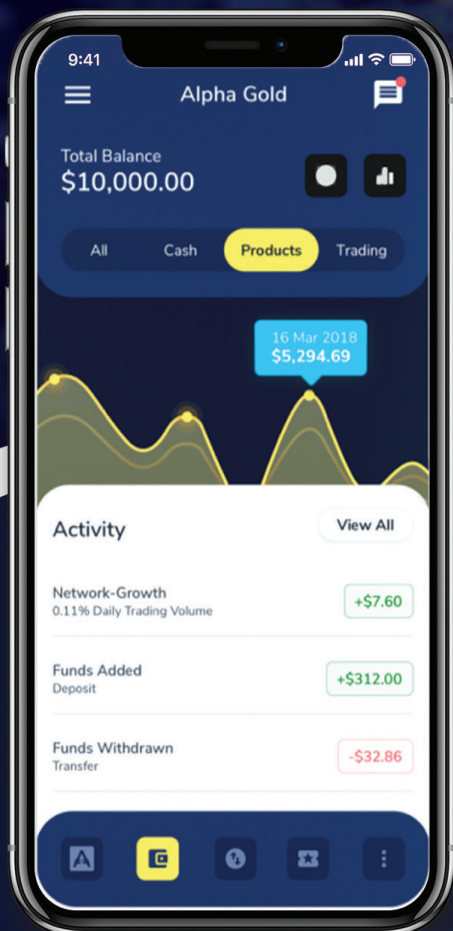 9:41
Alpha Gold
Total Balance
$10,000.00
All Cash Products Trading
16 Mar 2018
$5,294.69
Activity
View All
Network-Growth
0.11% Daily Trading Volume
+$7.60
Funds Added
Deposit
+$312.00
Funds Withdrawn
Transfer
-$32.86